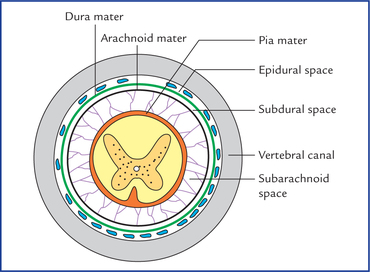 Dura mater
Arachnoid mater
Pia mater
Epidural space
Subdural space
Vertebral canal
Subarachnoid
space